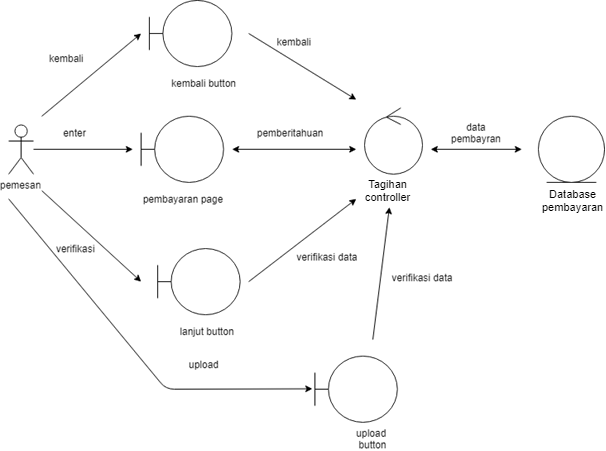 kembali
kembali
kembali button
enter
pemberitahuan
data
pembayran
pemesan
pembayaran page
Tagihan
controller
Database
pembayaran
verifikasi
verifikasi data
verifikasi data
lanjut button
upload
upload
button